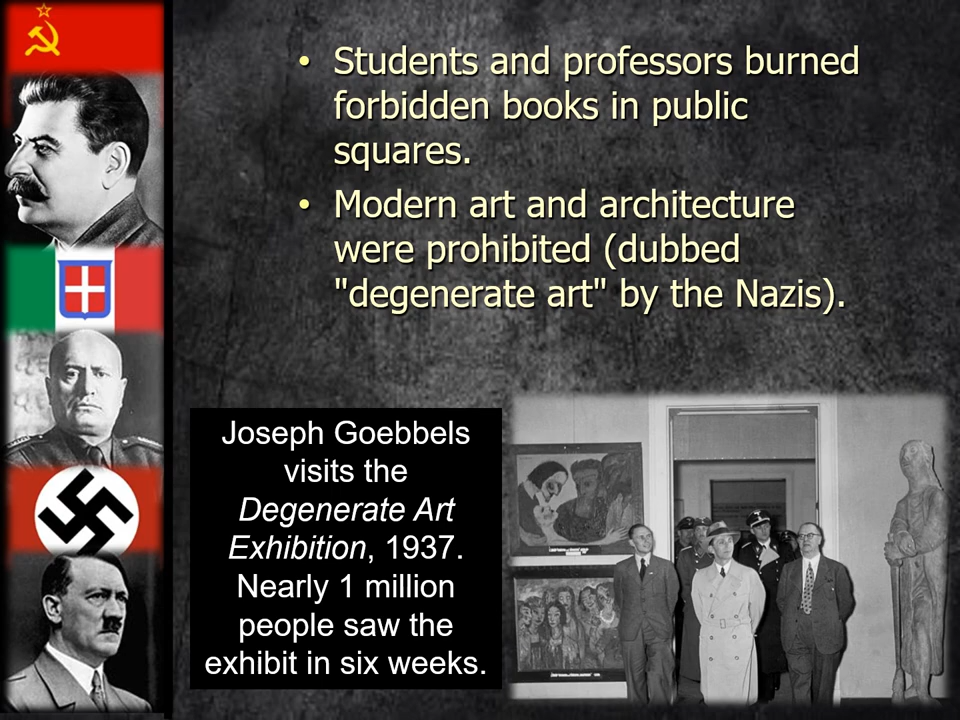 • Students and professors burned
forbidden books in public
squares.
• Modern art and architecture
were prohibited (dubbed
"degenerate art" by the Nazis).
Joseph Goebbels
visits the
Degenerate Art
Exhibition, 1937.
Nearly 1 million
people saw the
exhibit in six weeks.